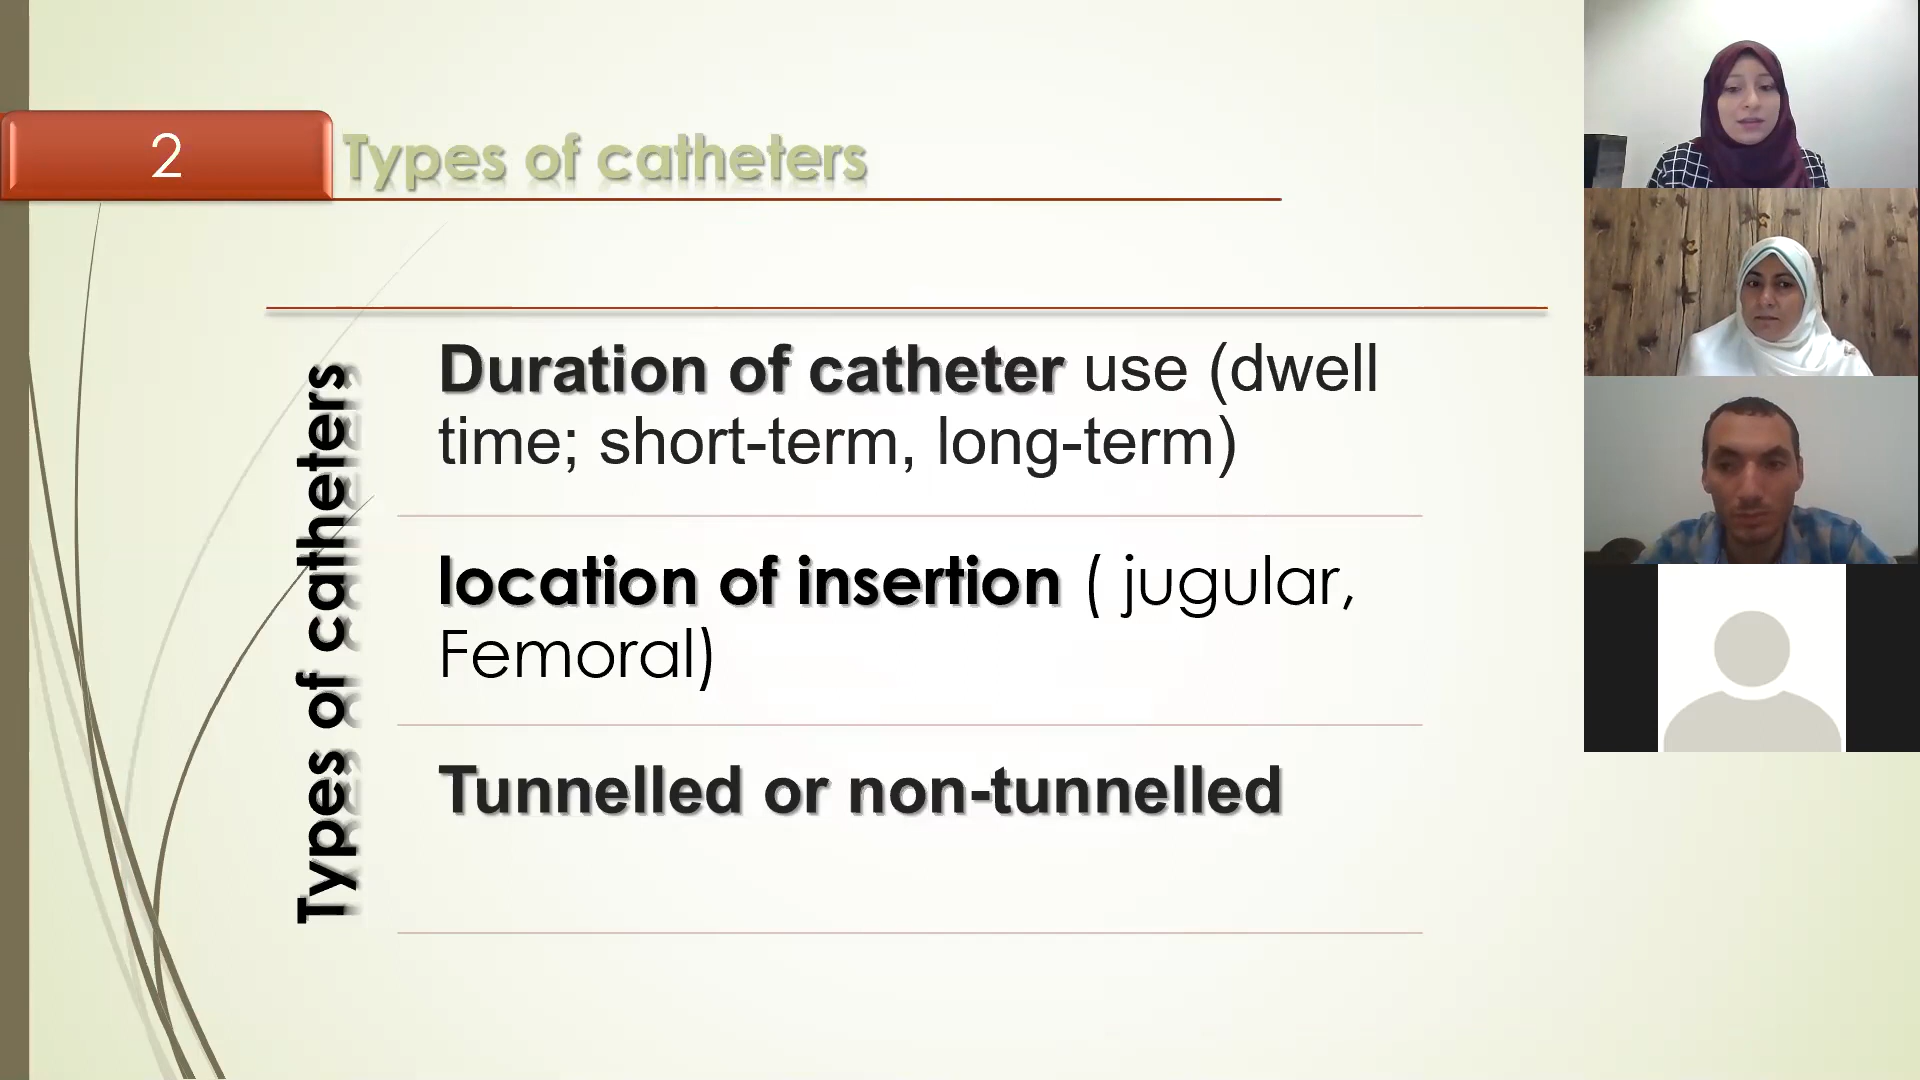 2
Types of catheters
Types of catheters
Duration of catheter use (dwell
time; short-term, long-term)
location of insertion ( jugular,
Femoral)
Tunnelled or non-tunnelled